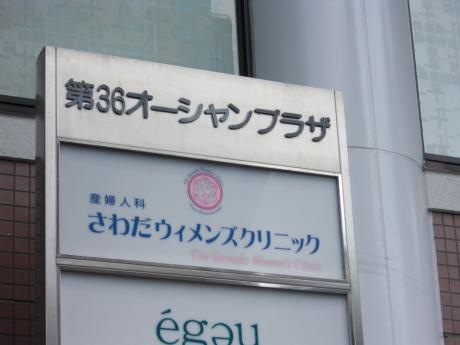 第36オーシャンプラザ
産婦人科
さわだウィメンズクリニック
The Sawada Women's Clinic
égəu